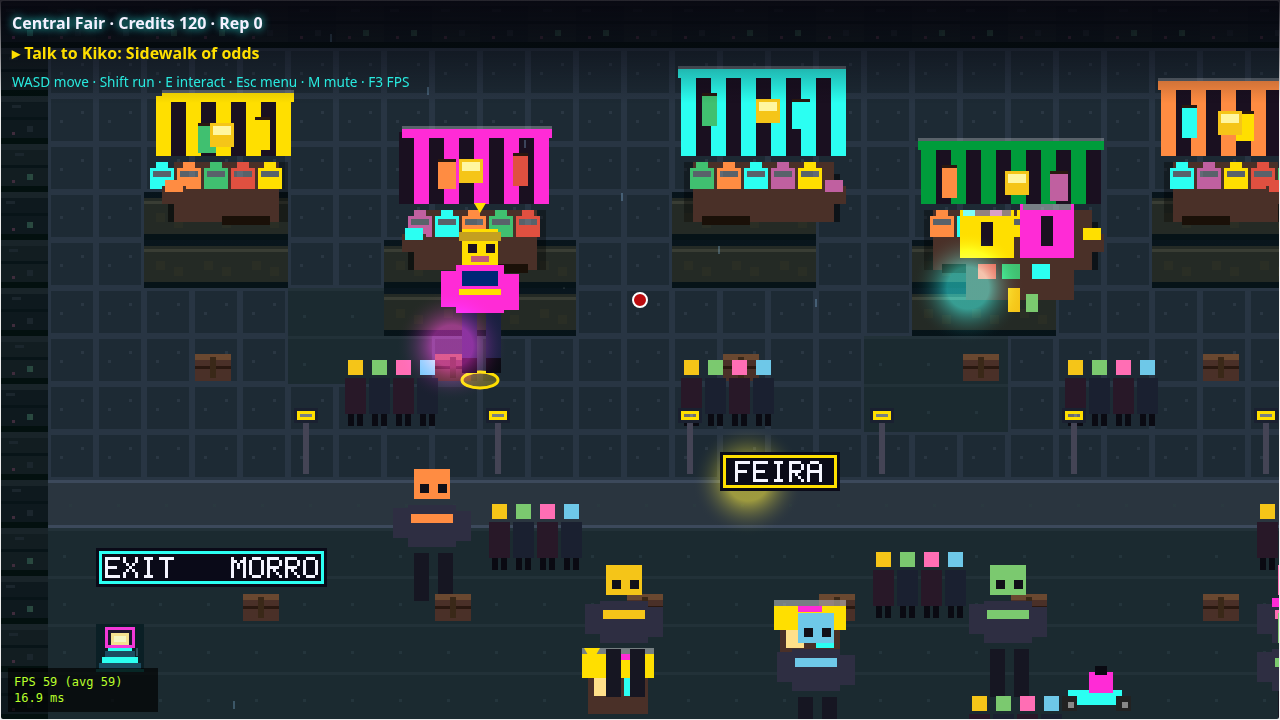 Central Fair · Credits 120 · Rep 0
▸ Talk to Kiko: Sidewalk of odds
WASD move · Shift run · E interact · Esc menu · M mute · F3 FPS
FEIRA
EXIT MORRO
FPS 59 (avg 59)
16.9 ms